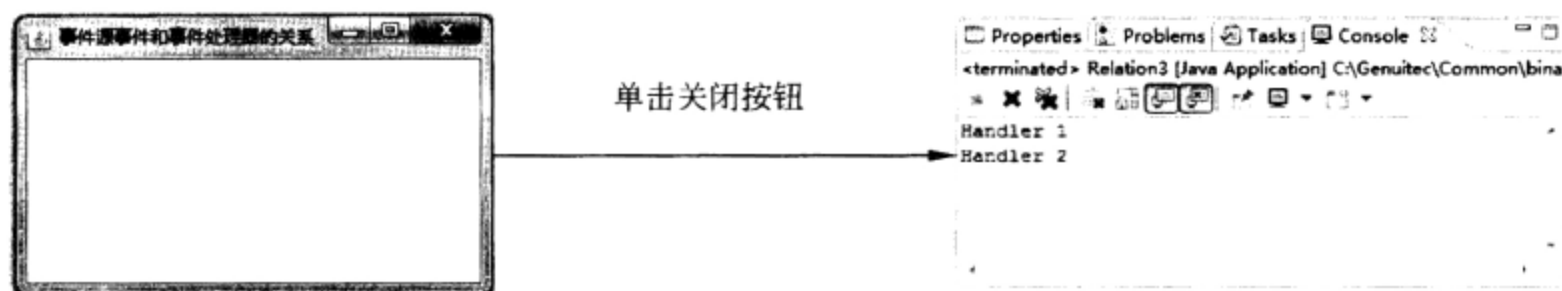 事件源事件和事件处理器的关系
单击关闭按钮
Properties Problems Tasks Console
<terminated> Relation3 [Java Application] C:\Genuitec\Common\bina
Handler 1
Handler 2